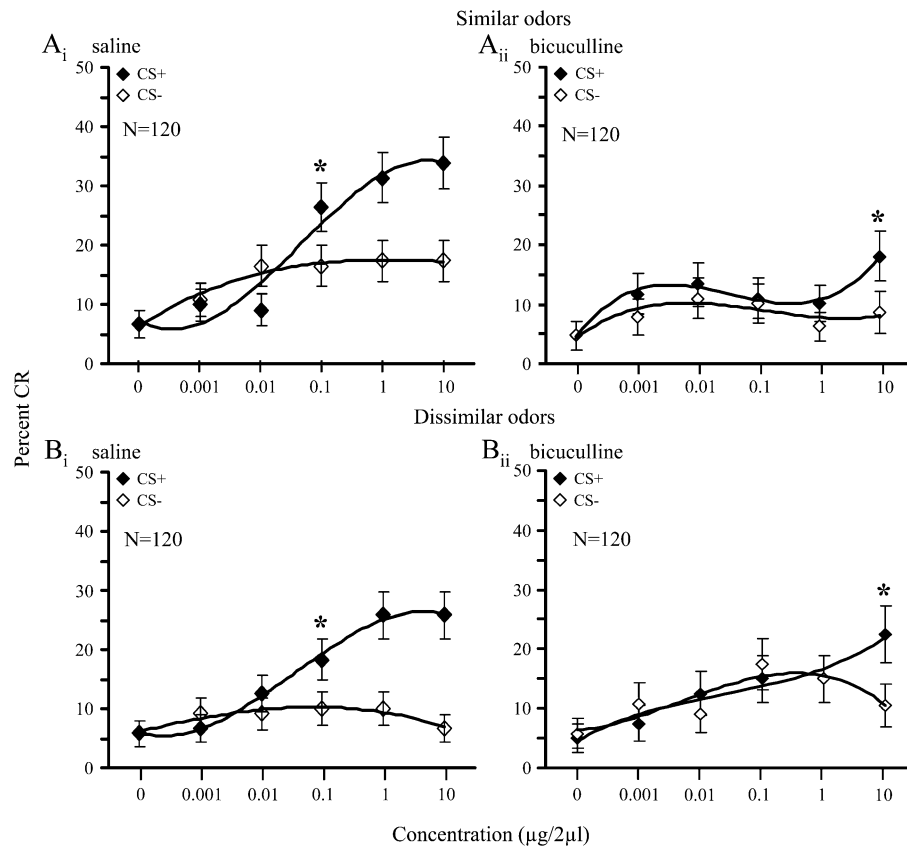 Similar odors
A i saline
CS+
CS-
N=120
50
40
30
20
10
0
*
0 0.001 0.01 0.1 1 10
A ii bicuculline
CS+
CS-
N=120
50
40
30
20
10
0
*
0 0.001 0.01 0.1 1 10
Percent CR
Dissimilar odors
B i saline
CS+
CS-
N=120
50
40
30
20
10
0
*
0 0.001 0.01 0.1 1 10
B ii bicuculline
CS+
CS-
N=120
50
40
30
20
10
0
*
0 0.001 0.01 0.1 1 10
Concentration (µg/2µl)